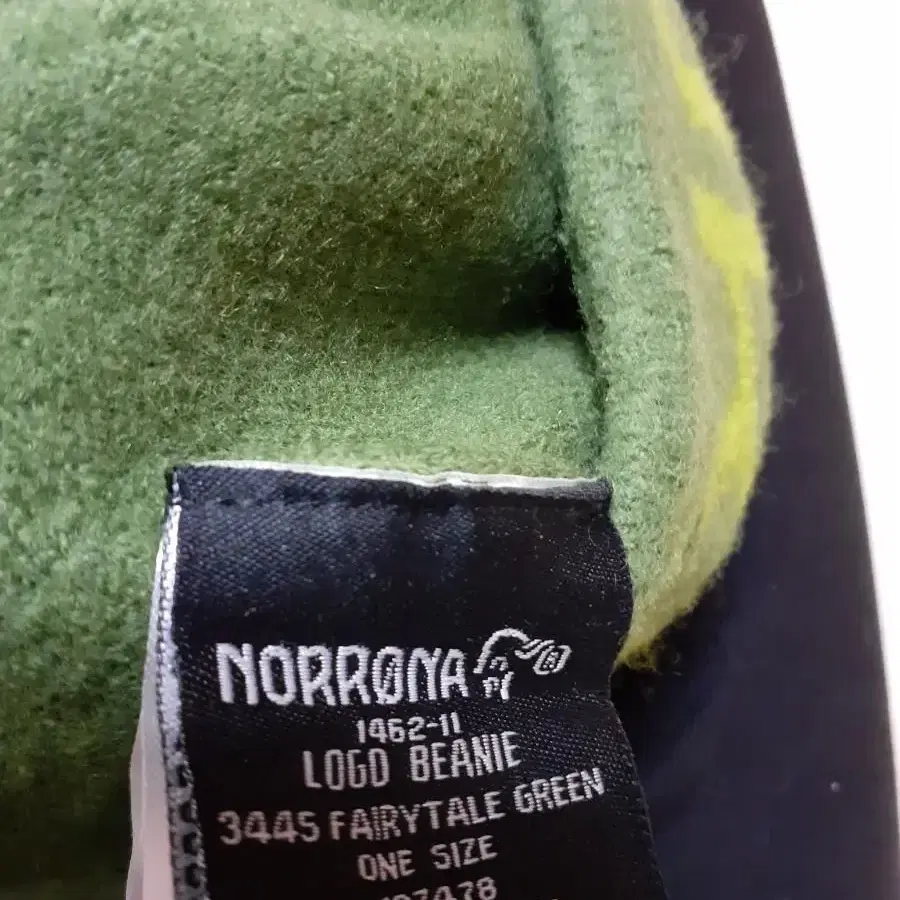 NORRØNA
1462-11
LOGO BEANIE
3445 FAIRYTALE GREEN
ONE SIZE